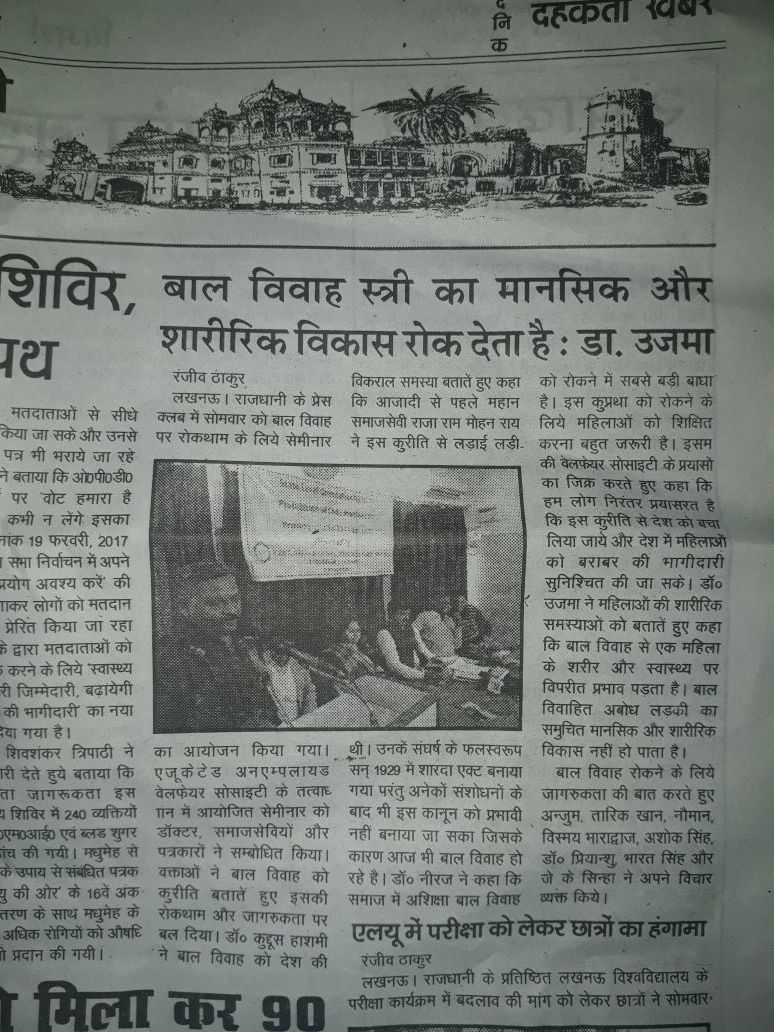 दैनिक
दहकती खबरें
शिविर,
पथ
मतदाताओं से सीधे
किया जा सके और उनसे
पत्र भी भराये जा रहे
ने बताया कि ओ०पी०डी०
पर 'वोट हमारा है
कभी न लेंगे इसका
19 फरवरी, 2017
सभा निर्वाचन में अपने
प्रयोग अवश्य करें' की
लोगों को मतदान
प्रेरित किया जा रहा
के द्वारा मतदाताओं को
करने के लिये 'स्वास्थ्य
री जिम्मेदारी, बढ़ायेगी
की भागीदारी' का नया
दिया गया है।
शिवशंकर त्रिपाठी ने
री देते हुये बताया कि
ता जागरूकता इस
शिविर में 240 व्यक्तियों
एम०आई० एवं ब्लड शुगर
जांच की गयी। मधुमेह से
के उपाय से संबंधित पत्रक
यु की ओर' के 16वें अंक
तरण के साथ मधुमेह के
अधिक रोगियों को औषधि
प्रदान की गयी।
बाल विवाह स्त्री का मानसिक और
शारीरिक विकास रोक देता है : डा. उजमा
रंजीव ठाकुर
लखनऊ। राजधानी के प्रेस
क्लब में सोमवार को बाल विवाह
पर रोकथाम के लिये सेमीनार
का आयोजन किया गया।
एजूकेटेड अनएम्पलायड
वेलफेयर सोसाइटी के तत्वाध
ान में आयोजित सेमीनार को
डॉक्टर, समाजसेवियों और
पत्रकारों ने सम्बोधित किया।
वक्ताओं ने बाल विवाह को
कुरीति बतातें हुए इसकी
रोकथाम और जागरुकता पर
बल दिया। डॉ० कुद्दूस हाशमी
ने बाल विवाह को देश की
विकराल समस्या बतातें हुए कहा
कि आजादी से पहले महान
समाजसेवी राजा राम मोहन राय
ने इस कुरीति से लड़ाई लडी-
थी। उनकें संघर्ष के फलस्वरूप
सन् 1929 में शारदा एक्ट बनाया
गया परंतु अनेकों संशोधनों के
बाद भी इस कानून को प्रभावी
नहीं बनाया जा सका जिसके
कारण आज भी बाल विवाह हो
रहे है। डॉ० नीरज ने कहा कि
समाज में अशिक्षा बाल विवाह
को रोकने में सबसे बडी बाधा
है। इस कुप्रथा को रोकने के
लिये महिलाओं को शिक्षित
करना बहुत जरूरी है। इसम
की वेलफेयर सोसाइटी के प्रयासों
का जिक्र करते हुए कहा कि
हम लोग निरंतर प्रयासरत है
कि इस कुरीति से देश को बचा
लिया जाये और देश में महिलाओं
को बराबर की भागीदारी
सुनिश्चित की जा सके। डॉ०
उजमा ने महिलाओं की शारीरिक
समस्याओं को बतातें हुए कहा
कि बाल विवाह से एक महिला
के शरीर और स्वास्थ्य पर
विपरीत प्रभाव पड़ता है। बाल
विवाहित अबोध लडकी का
समुचित मानसिक और शारीरिक
विकास नहीं हो पाता है।
बाल विवाह रोकने के लिये
जागरुकता की बात करते हुए
अन्जुम, तारिक खान, नौमान,
विस्मय भाराद्वाज, अशोक सिंह,
डॉ० प्रियान्शु, भारत सिंह और
जे के सिन्हा ने अपने विचार
व्यक्त किये।
एलयू में परीक्षा को लेकर छात्रों का हंगामा
रंजीव ठाकुर
लखनऊ। राजधानी के प्रतिष्ठित लखनऊ विश्वविद्यालय के
परीक्षा कार्यक्रम में बदलाव की मांग को लेकर छात्रों ने सोमवार
मिला कर 90